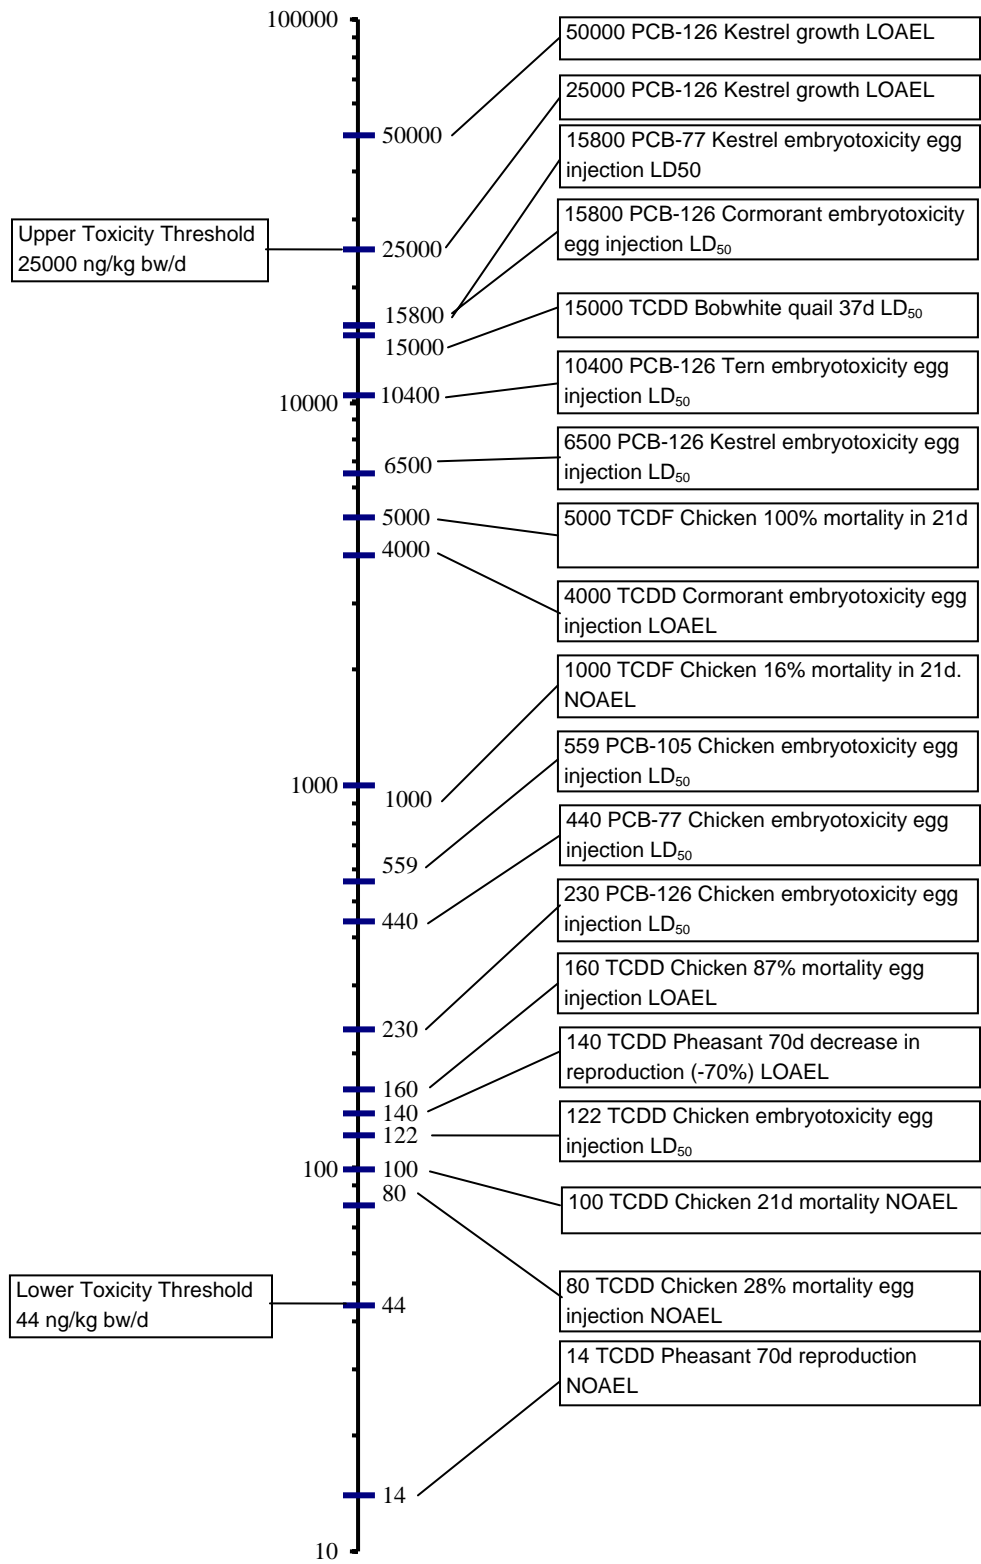 100000
50000 PCB-126 Kestrel growth LOAEL
25000 PCB-126 Kestrel growth LOAEL
50000
15800 PCB-77 Kestrel embryotoxicity egg
injection LD50
15800 PCB-126 Cormorant embryotoxicity
egg injection LD₅₀
Upper Toxicity Threshold
25000 ng/kg bw/d
25000
15800
15000 TCDD Bobwhite quail 37d LD₅₀
15000
10400 PCB-126 Tern embryotoxicity egg
injection LD₅₀
10400
10000
6500 PCB-126 Kestrel embryotoxicity egg
injection LD₅₀
6500
5000
5000 TCDF Chicken 100% mortality in 21d
4000
4000 TCDD Cormorant embryotoxicity egg
injection LOAEL
1000 TCDF Chicken 16% mortality in 21d.
NOAEL
559 PCB-105 Chicken embryotoxicity egg
injection LD₅₀
1000
1000
440 PCB-77 Chicken embryotoxicity egg
injection LD₅₀
559
230 PCB-126 Chicken embryotoxicity egg
injection LD₅₀
440
160 TCDD Chicken 87% mortality egg
injection LOAEL
230
140 TCDD Pheasant 70d decrease in
reproduction (-70%) LOAEL
160
140
122 TCDD Chicken embryotoxicity egg
injection LD₅₀
122
100
100
80
100 TCDD Chicken 21d mortality NOAEL
Lower Toxicity Threshold
44 ng/kg bw/d
44
80 TCDD Chicken 28% mortality egg
injection NOAEL
14 TCDD Pheasant 70d reproduction
NOAEL
14
10